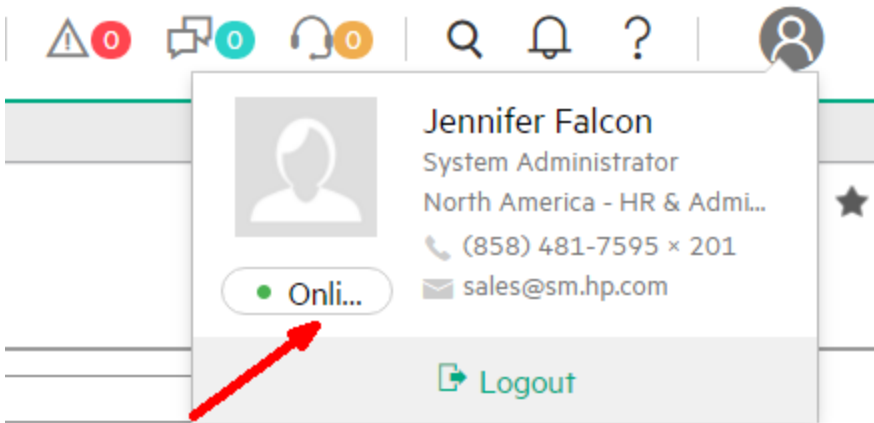 0 0 0 ?
Jennifer Falcon
System Administrator
North America - HR & Admi...
(858) 481-7595 × 201
Onli...
sales@sm.hp.com
Logout